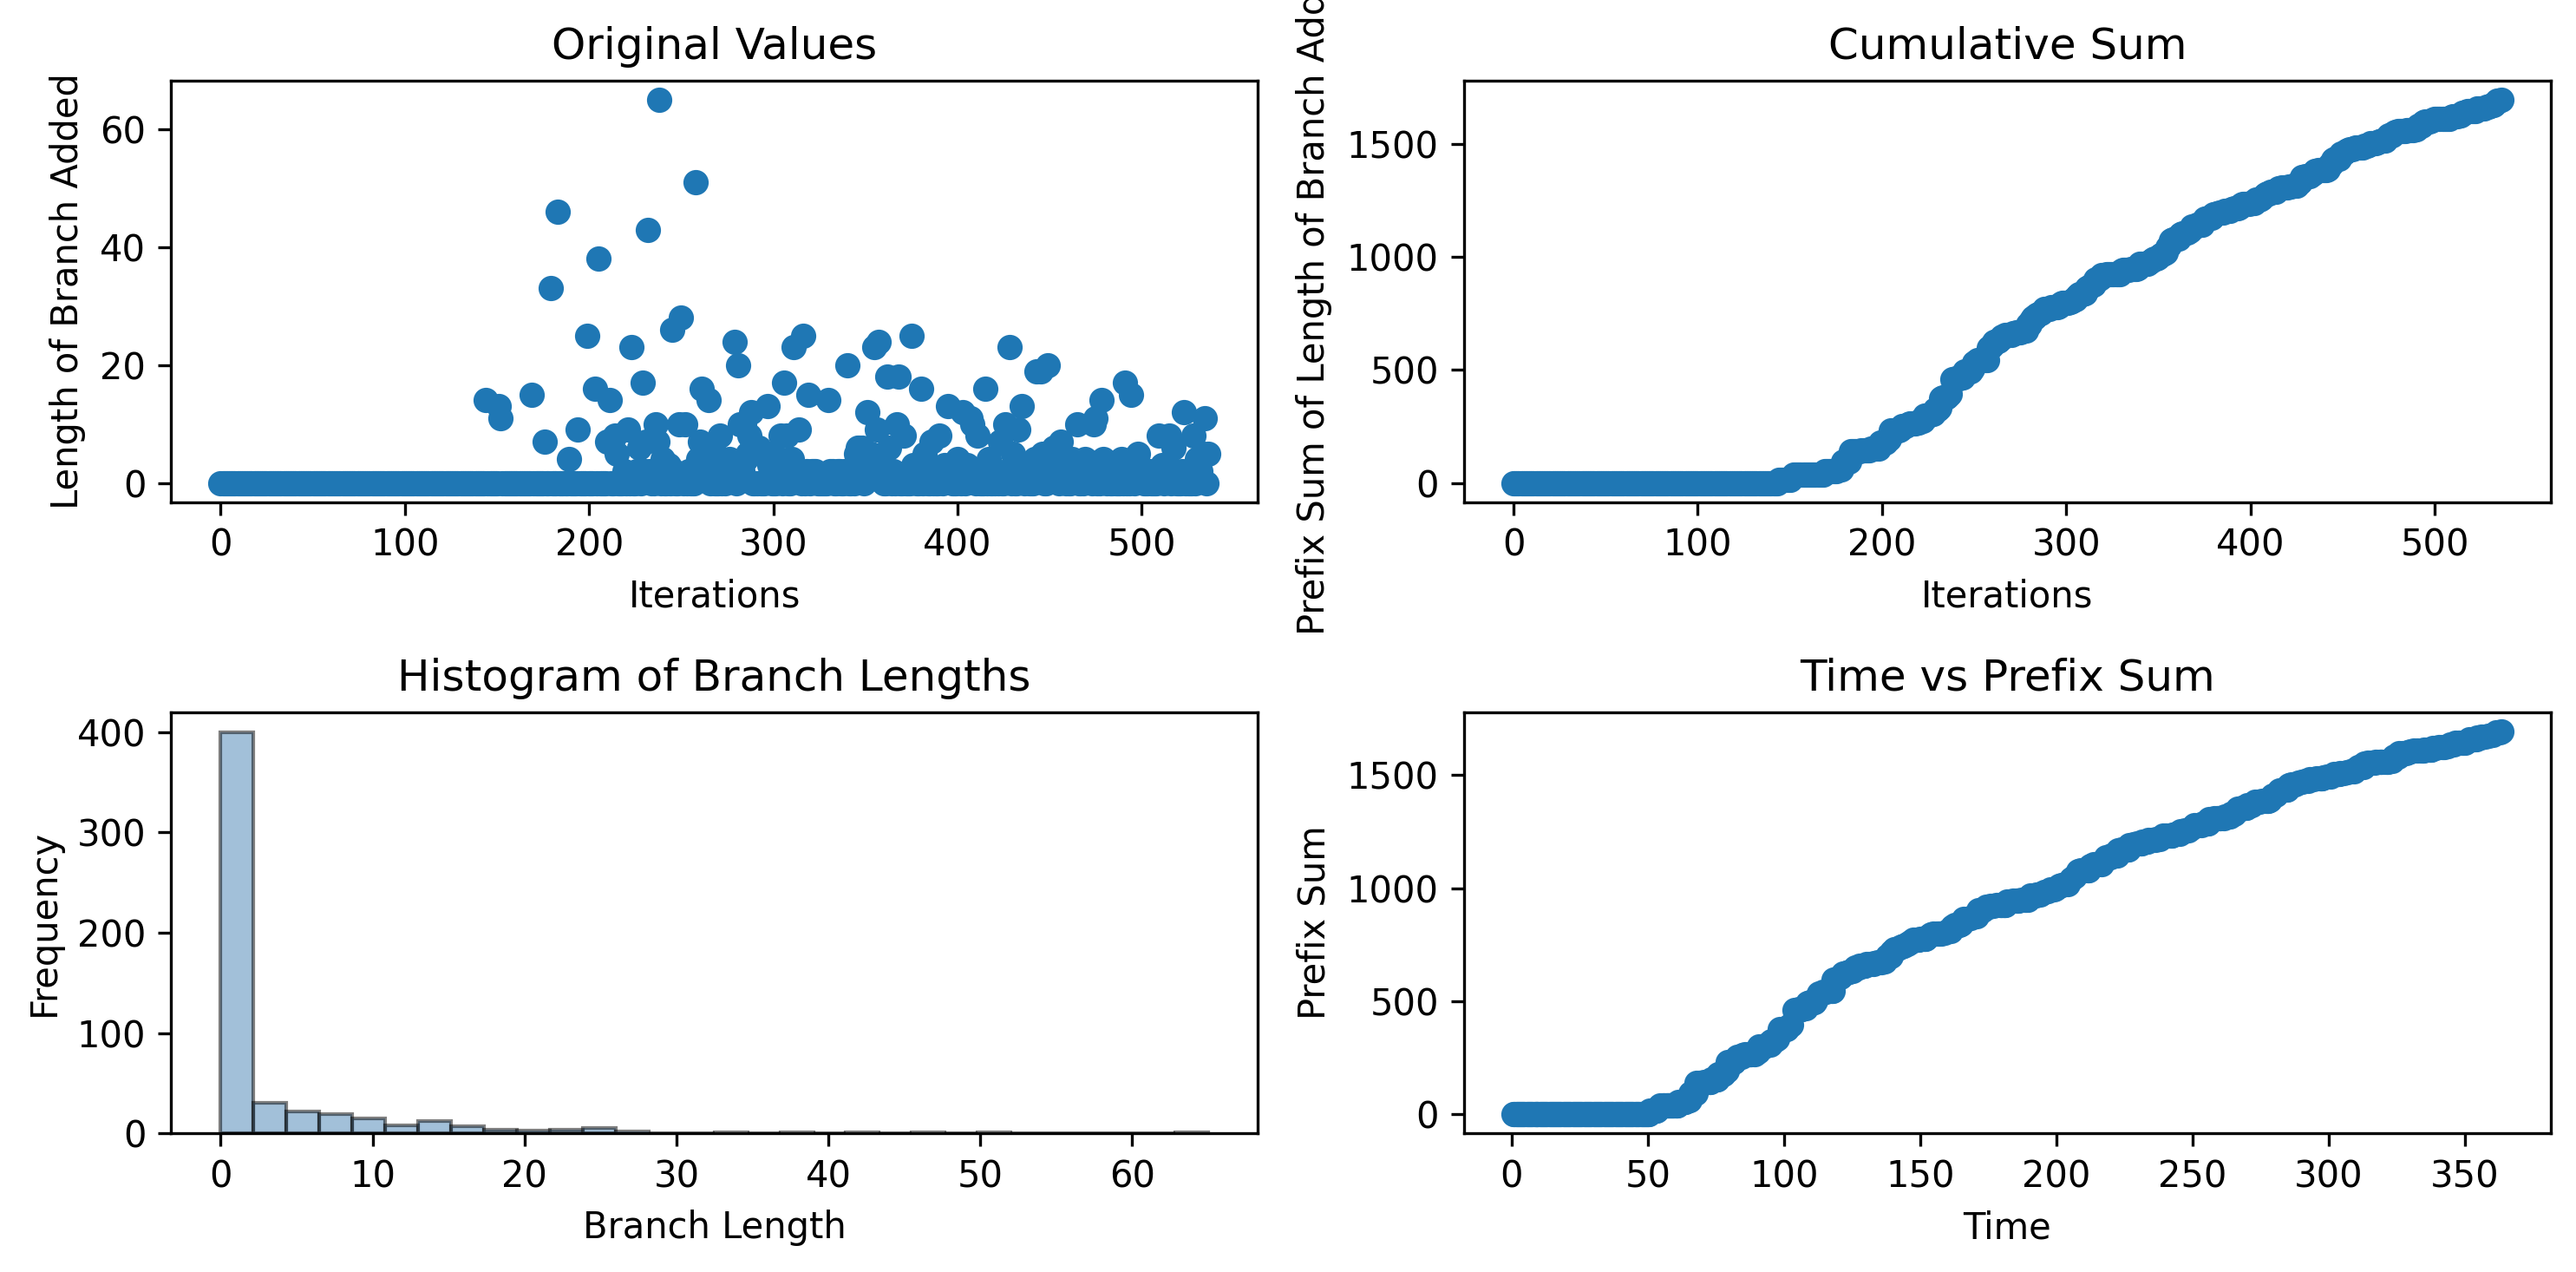 Original Values
Length of Branch Added
60
40
20
0
0 100 200 300 400 500
Iterations
Cumulative Sum
Prefix Sum of Length of Branch
1500
1000
500
0
0 100 200 300 400 500
Iterations
Histogram of Branch Lengths
Frequency
400
300
200
100
0
0 10 20 30 40 50 60
Branch Length
Time vs Prefix Sum
Prefix Sum
1500
1000
500
0
0 50 100 150 200 250 300 350
Time